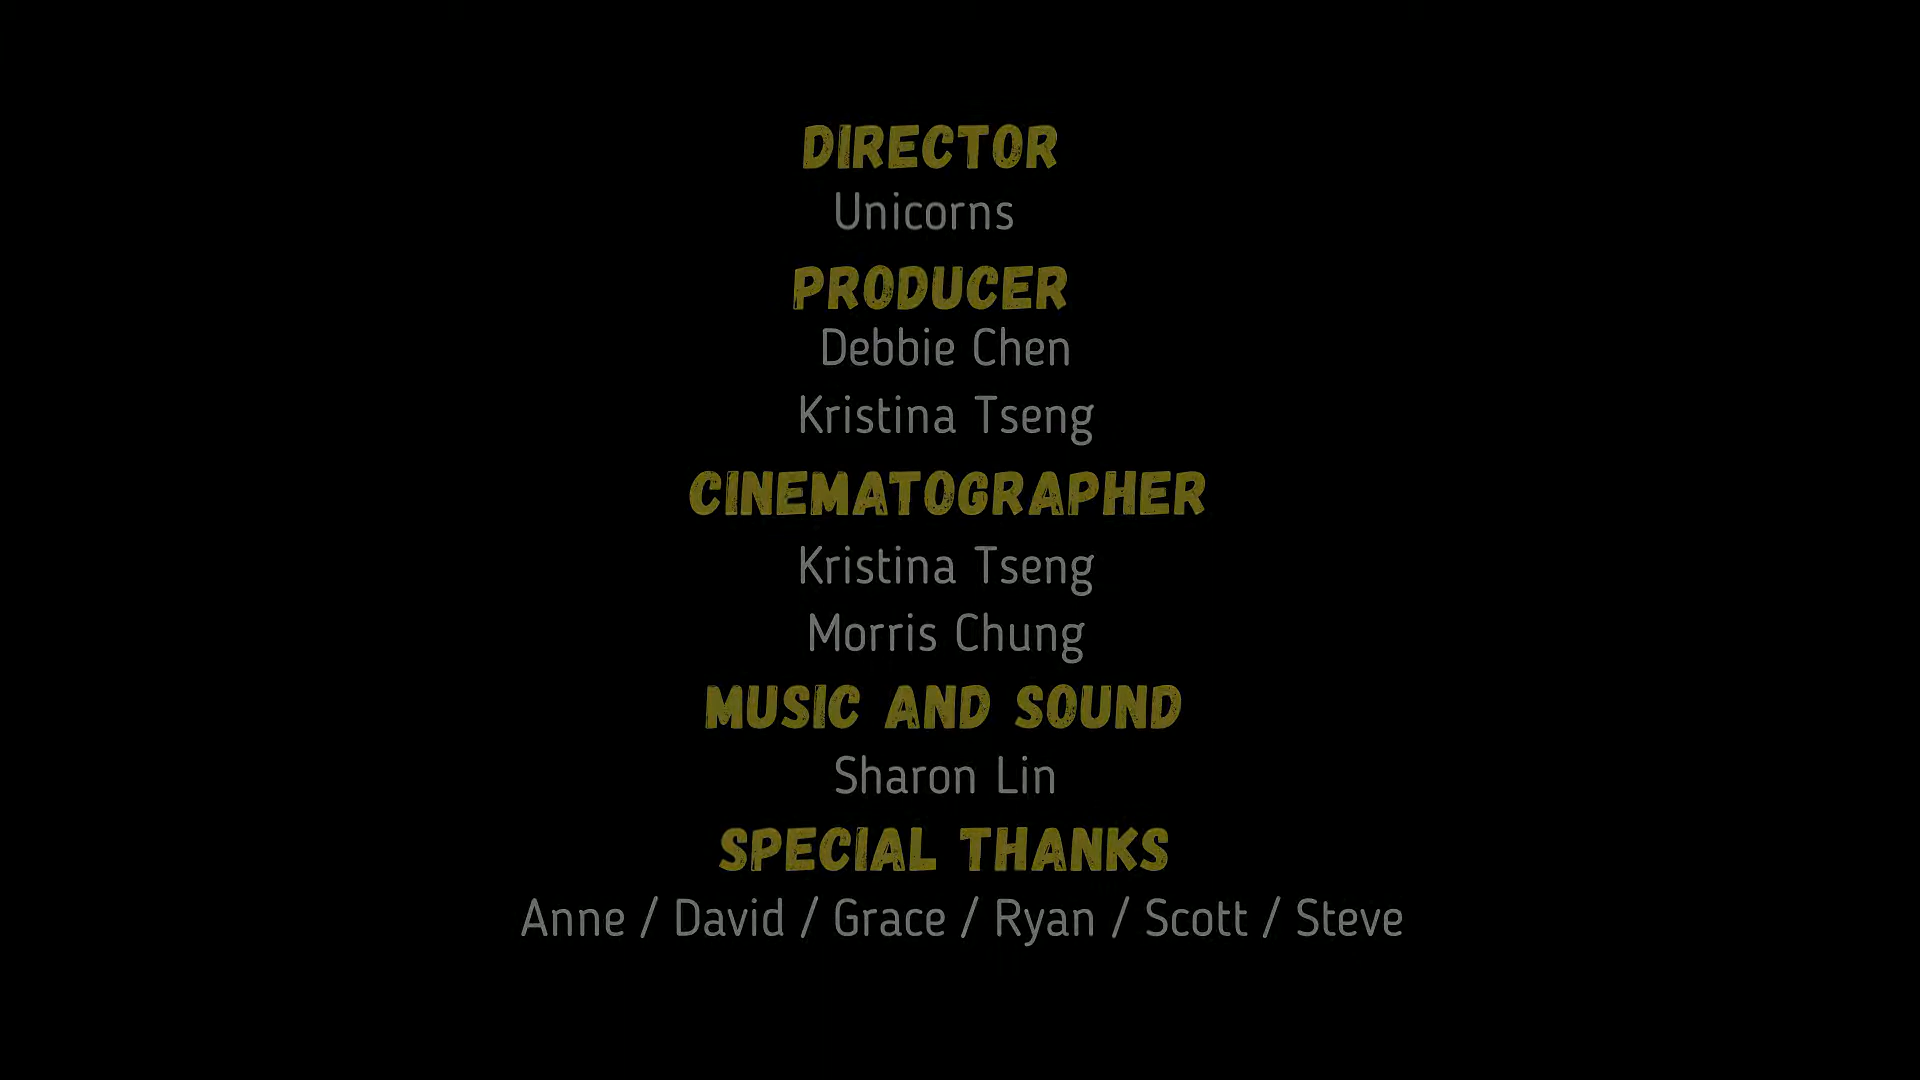 DIRECTOR
Unicorns
PRODUCER
Debbie Chen
Kristina Tseng
CINEMATOGRAPHER
Kristina Tseng
Morris Chung
MUSIC AND SOUND
Sharon Lin
SPECIAL THANKS
Anne / David / Grace / Ryan / Scott / Steve